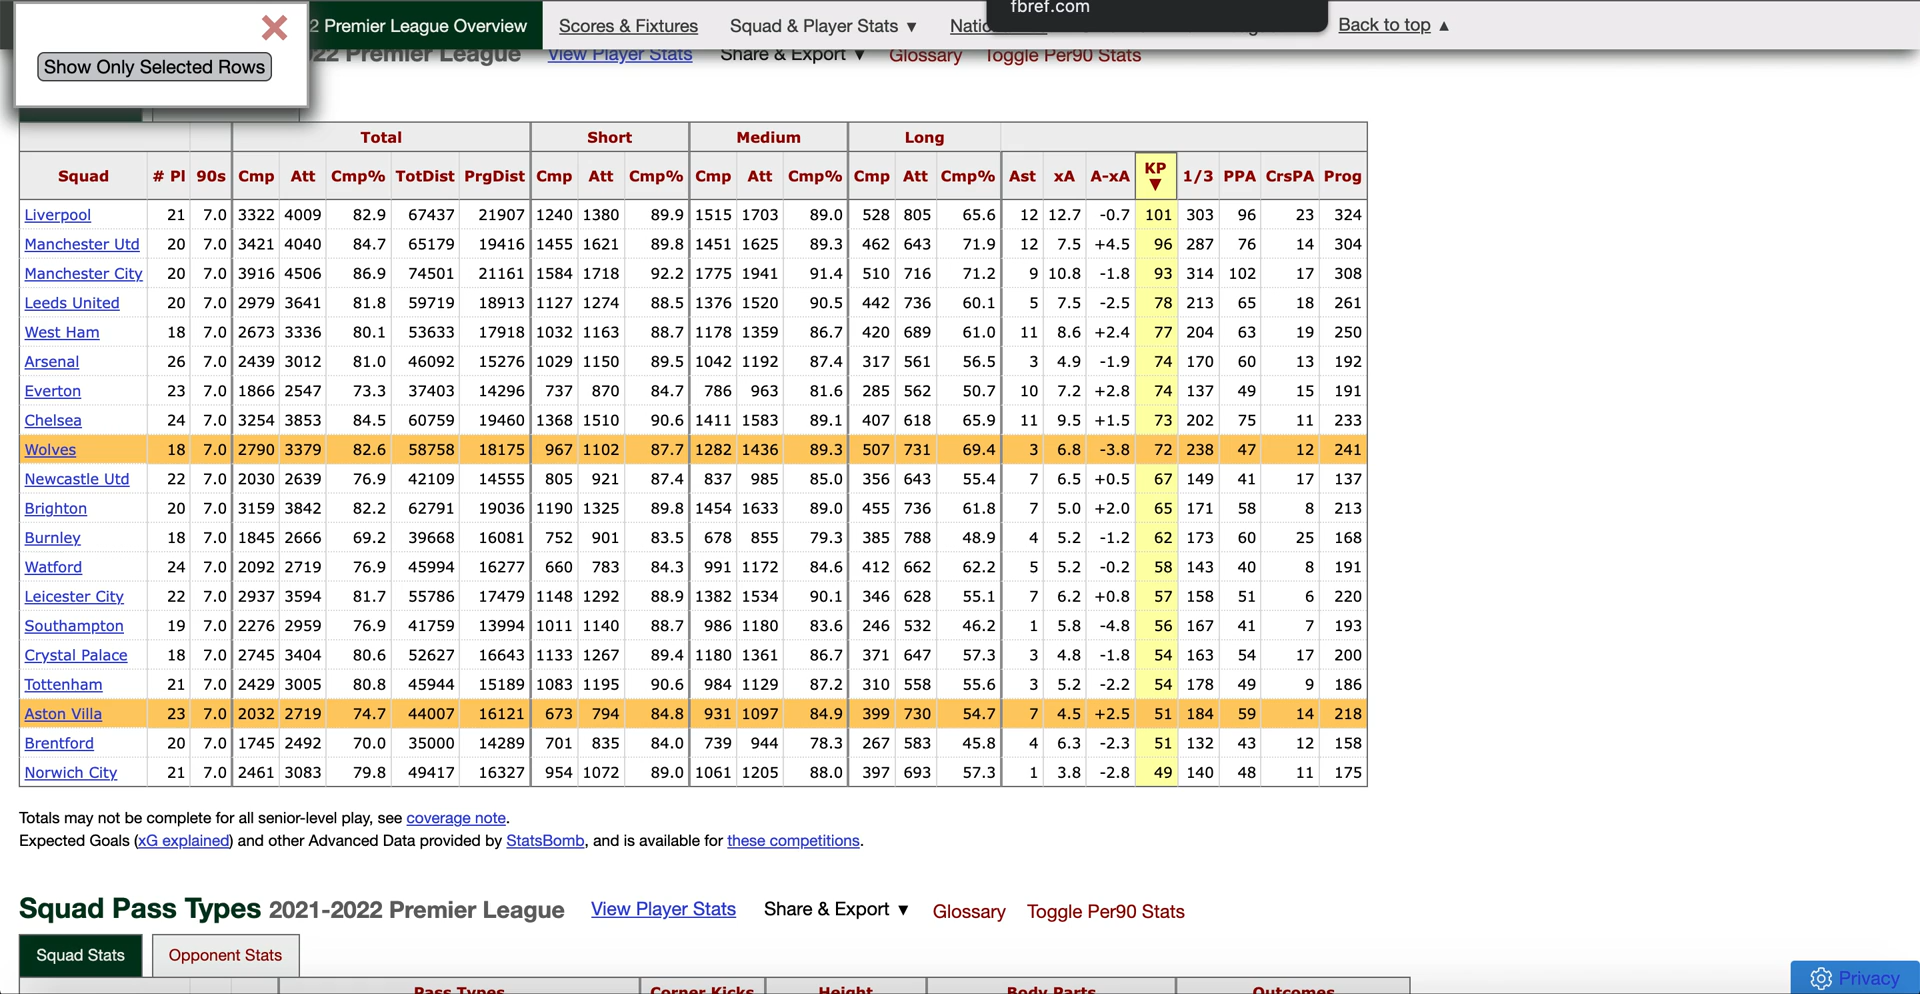 fbref.com
2 Premier League Overview Scores & Fixtures Squad & Player Stats ▼ Natio Back to top ▲
Show Only Selected Rows
022 Premier League View Player Stats Share & Export ▼ Glossary Toggle Per90 Stats
Total Short Medium Long
Squad # Pl 90s Cmp Att Cmp% TotDist PrgDist Cmp Att Cmp% Cmp Att Cmp% Cmp Att Cmp% Ast xA A-xA KP ▼ 1/3 PPA CrsPA Prog
Liverpool 21 7.0 3322 4009 82.9 67437 21907 1240 1380 89.9 1515 1703 89.0 528 805 65.6 12 12.7 -0.7 101 303 96 23 324
Manchester Utd 20 7.0 3421 4040 84.7 65179 19416 1455 1621 89.8 1451 1625 89.3 462 643 71.9 12 7.5 +4.5 96 287 76 14 304
Manchester City 20 7.0 3916 4506 86.9 74501 21161 1584 1718 92.2 1775 1941 91.4 510 716 71.2 9 10.8 -1.8 93 314 102 17 308
Leeds United 20 7.0 2979 3641 81.8 59719 18913 1127 1274 88.5 1376 1520 90.5 442 736 60.1 5 7.5 -2.5 78 213 65 18 261
West Ham 18 7.0 2673 3336 80.1 53633 17918 1032 1163 88.7 1178 1359 86.7 420 689 61.0 11 8.6 +2.4 77 204 63 19 250
Arsenal 26 7.0 2439 3012 81.0 46092 15276 1029 1150 89.5 1042 1192 87.4 317 561 56.5 3 4.9 -1.9 74 170 60 13 192
Everton 23 7.0 1866 2547 73.3 37403 14296 737 870 84.7 786 963 81.6 285 562 50.7 10 7.2 +2.8 74 137 49 15 191
Chelsea 24 7.0 3254 3853 84.5 60759 19460 1368 1510 90.6 1411 1583 89.1 407 618 65.9 11 9.5 +1.5 73 202 75 11 233
Wolves 18 7.0 2790 3379 82.6 58758 18175 967 1102 87.7 1282 1436 89.3 507 731 69.4 3 6.8 -3.8 72 238 47 12 241
Newcastle Utd 22 7.0 2030 2639 76.9 42109 14555 805 921 87.4 837 985 85.0 356 643 55.4 7 6.5 +0.5 67 149 41 17 137
Brighton 20 7.0 3159 3842 82.2 62791 19036 1190 1325 89.8 1454 1633 89.0 455 736 61.8 7 5.0 +2.0 65 171 58 8 213
Burnley 18 7.0 1845 2666 69.2 39668 16081 752 901 83.5 678 855 79.3 385 788 48.9 4 5.2 -1.2 62 173 60 25 168
Watford 24 7.0 2092 2719 76.9 45994 16277 660 783 84.3 991 1172 84.6 412 662 62.2 5 5.2 -0.2 58 143 40 8 191
Leicester City 22 7.0 2937 3594 81.7 55786 17479 1148 1292 88.9 1382 1534 90.1 346 628 55.1 7 6.2 +0.8 57 158 51 6 220
Southampton 19 7.0 2276 2959 76.9 41759 13994 1011 1140 88.7 986 1180 83.6 246 532 46.2 1 5.8 -4.8 56 167 41 7 193
Crystal Palace 18 7.0 2745 3404 80.6 52627 16643 1133 1267 89.4 1180 1361 86.7 371 647 57.3 3 4.8 -1.8 54 163 54 17 200
Tottenham 21 7.0 2429 3005 80.8 45944 15189 1083 1195 90.6 984 1129 87.2 310 558 55.6 3 5.2 -2.2 54 178 49 9 186
Aston Villa 23 7.0 2032 2719 74.7 44007 16121 673 794 84.8 931 1097 84.9 399 730 54.7 7 4.5 +2.5 51 184 59 14 218
Brentford 20 7.0 1745 2492 70.0 35000 14289 701 835 84.0 739 944 78.3 267 583 45.8 4 6.3 -2.3 51 132 43 12 158
Norwich City 21 7.0 2461 3083 79.8 49417 16327 954 1072 89.0 1061 1205 88.0 397 693 57.3 1 3.8 -2.8 49 140 48 11 175
Totals may not be complete for all senior-level play, see coverage note.
Expected Goals (xG explained) and other Advanced Data provided by StatsBomb, and is available for these competitions.
Squad Pass Types 2021-2022 Premier League View Player Stats Share & Export ▼ Glossary Toggle Per90 Stats
Squad Stats Opponent Stats
Privacy
Pass Types Corner Kicks Height Body Parts Outcomes